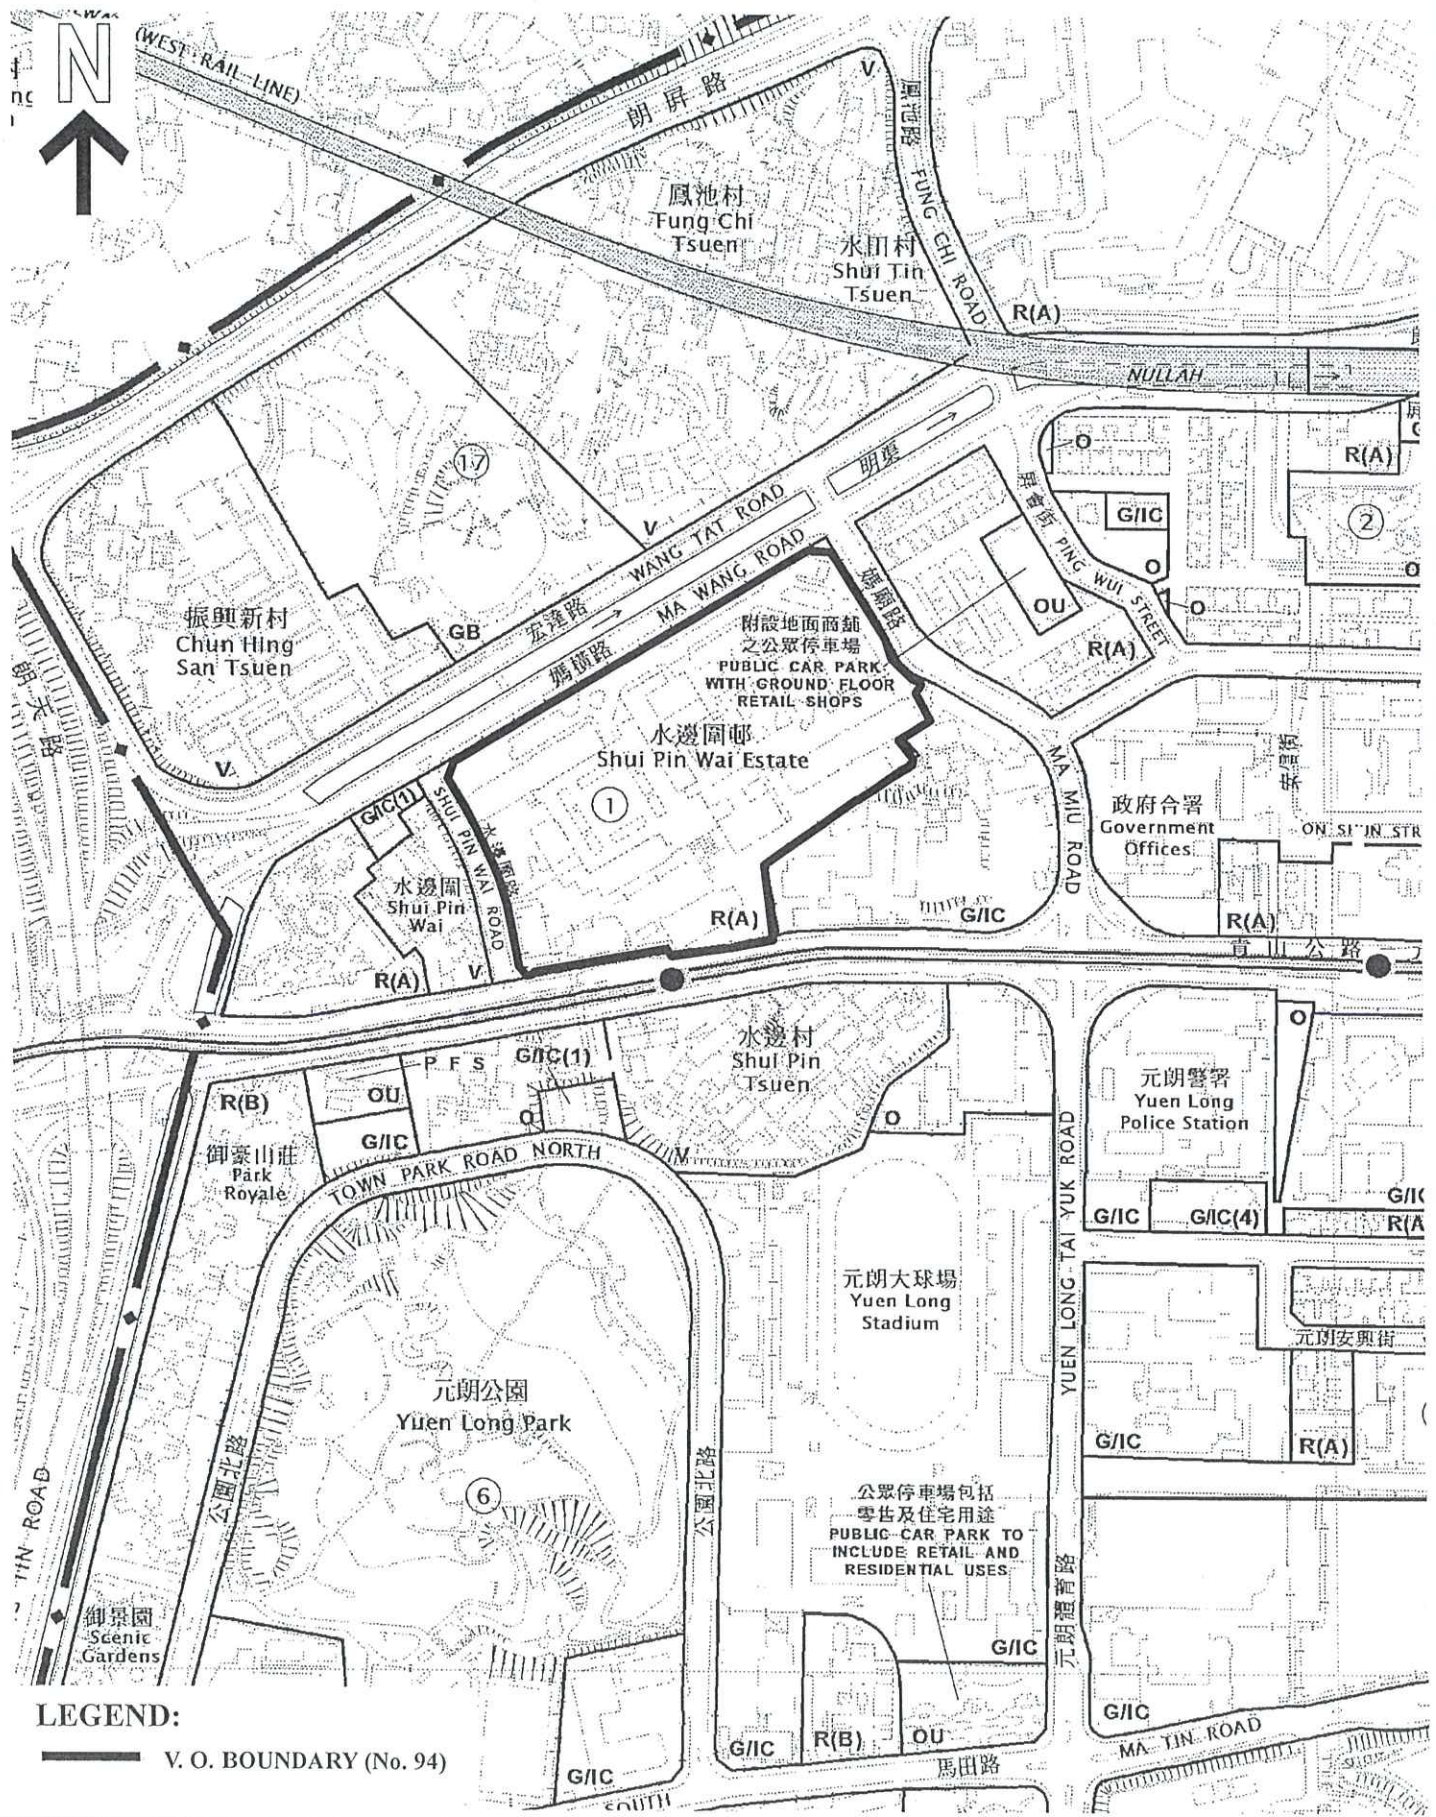 N
(WEST RAIL LINE)
朗屏路
V
鳳池路
FUNG CHI ROAD
鳳池村
Fung Chi
Tsuen
水田村
Shui Tin
Tsuen
R(A)
NULLAH
O
R(A)
明渠
17
屏會街
PING WUI STREET
G/IC
2
V
WANG TAT ROAD
宏達路
MA WANG ROAD
媽橫路
媽廟路
O
O
O
OU
R(A)
振興新村
Chun Hing
San Tsuen
GB
附設地面商舖
之公眾停車場
PUBLIC CAR PARK
WITH GROUND FLOOR
RETAIL SHOPS
朝天路
水邊圍邨
Shui Pin Wai Estate
V
1
G/IC(1)
SHUI PIN WAI ROAD
水邊圍路
MA MIU ROAD
政府合署
Government
Offices
水邊圍
Shui Pin
Wai
R(A)
G/IC
R(A)
青山公路
R(A)
V
水邊村
Shui Pin
Tsuen
O
P F S
G/IC(1)
R(B)
OU
O
O
G/IC
元朗警署
Yuen Long
Police Station
御豪山莊
Park
Royale
TOWN PARK ROAD NORTH
V
YUEN LONG TAI YUK ROAD
G/IC
G/IC(4)
元朗大球場
Yuen Long
Stadium
元朗安興街
元朗公園
Yuen Long Park
G/IC
R(A)
公園北路
公園北路
6
公眾停車場包括
零售及住宅用途
PUBLIC CAR PARK TO
INCLUDE RETAIL AND
RESIDENTIAL USES
TIN ROAD
元朗體育路
御景園
Scenic
Gardens
G/IC
LEGEND:
V. O. BOUNDARY (No. 94)
G/IC
G/IC
R(B)
OU
G/IC
MA TIN ROAD
馬田路
SOUTH